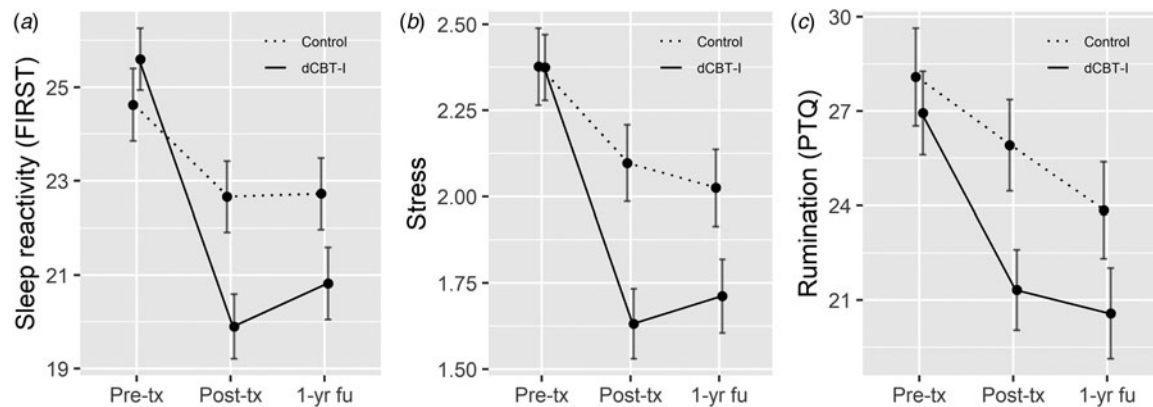 (a)
Sleep reactivity (FIRST)
25
23
21
19
Control
dCBT-I
Pre-tx Post-tx 1-yr fu
(b)
Stress
2.50
2.25
2.00
1.75
1.50
Control
dCBT-I
Pre-tx Post-tx 1-yr fu
(c)
Rumination (PTQ)
30
27
24
21
Control
dCBT-I
Pre-tx Post-tx 1-yr fu